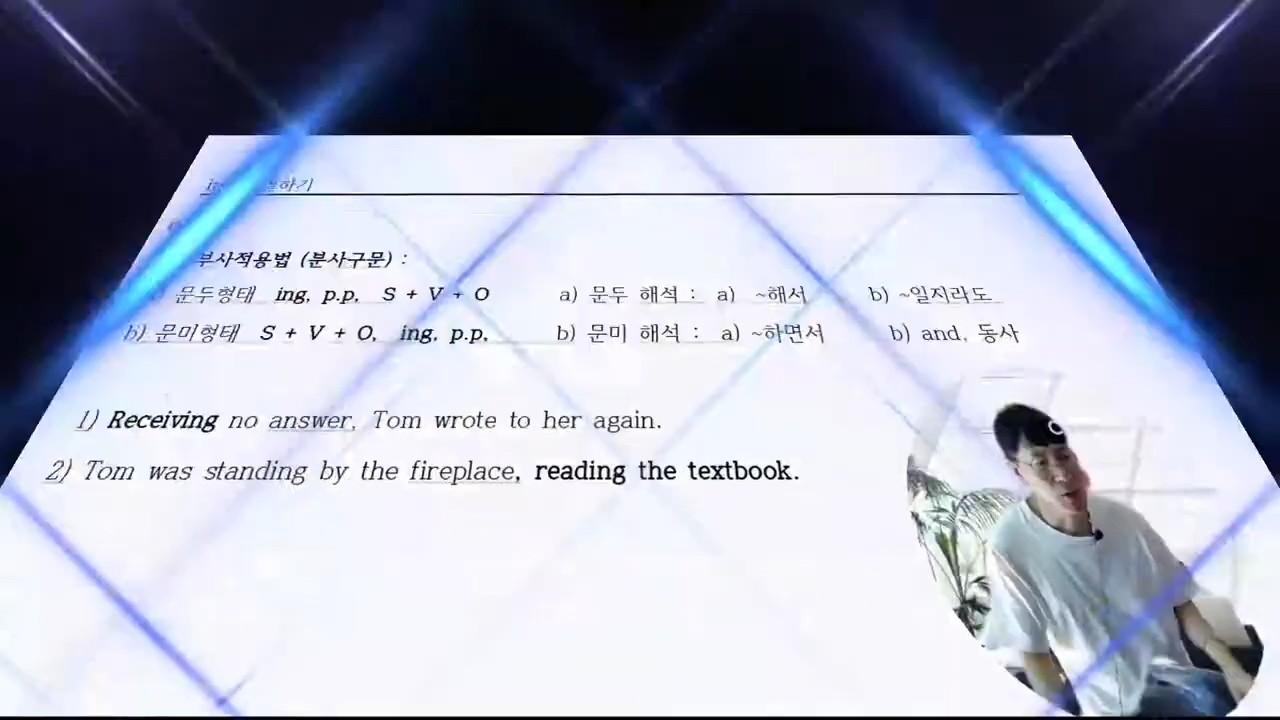 부사적용법 (분사구문) :
문두형태 ing, p.p, S + V + O a) 문두 해석 : a) ~해서 b) ~일지라도
b) 문미형태 S + V + O, ing, p.p, b) 문미 해석 : a) ~하면서 b) and, 동사
1) Receiving no answer, Tom wrote to her again.
2) Tom was standing by the fireplace, reading the textbook.